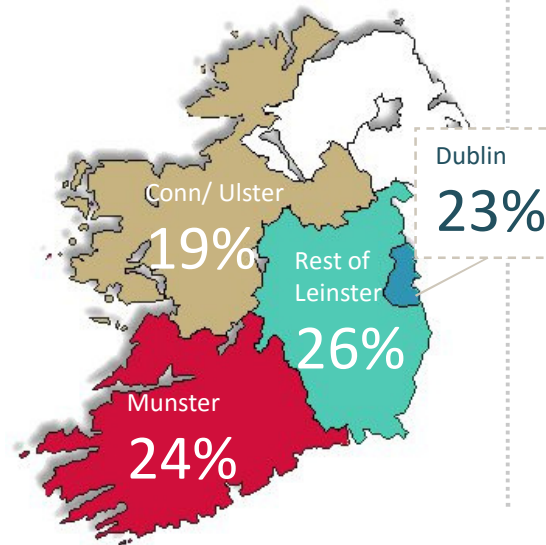 Dublin
23%
Conn/ Ulster
19%
Rest of
Leinster
26%
Munster
24%